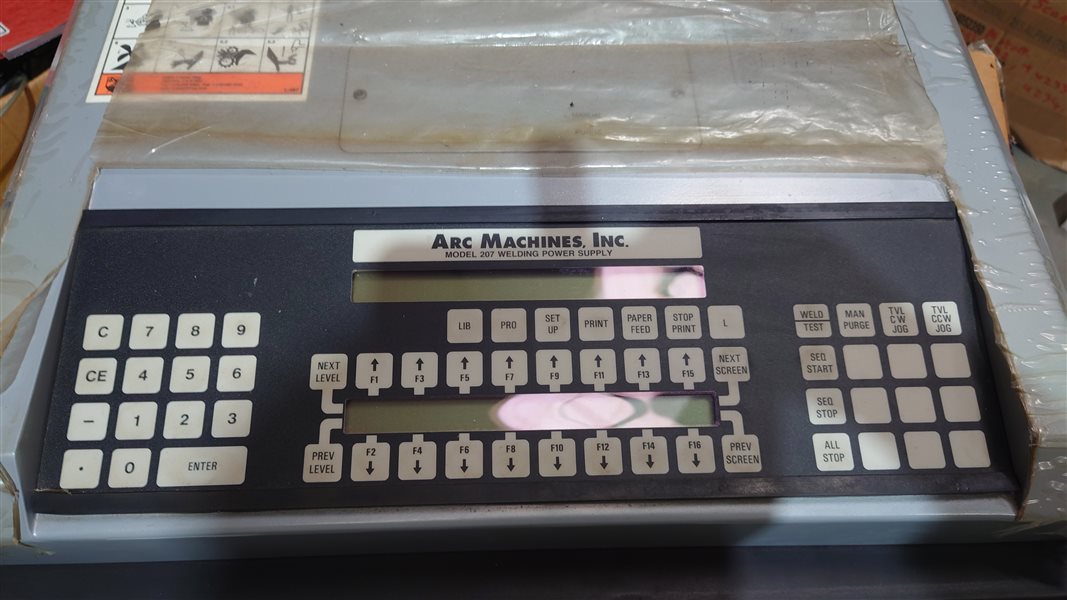 ARC MACHINES, INC.
MODEL 207 WELDING POWER SUPPLY
C 7 8 9
CE 4 5 6
– 1 2 3
. 0 ENTER
LIB PRO SET UP PRINT PAPER FEED STOP PRINT L
NEXT LEVEL ↑ F1 ↑ F3 ↑ F5 ↑ F7 ↑ F9 ↑ F11 ↑ F13 ↑ F15 NEXT SCREEN
PREV LEVEL F2 ↓ F4 ↓ F6 ↓ F8 ↓ F10 ↓ F12 ↓ F14 ↓ F16 ↓ PREV SCREEN
WELD TEST MAN PURGE TVL CW JOG TVL CCW JOG
SEQ START
SEQ STOP
ALL STOP